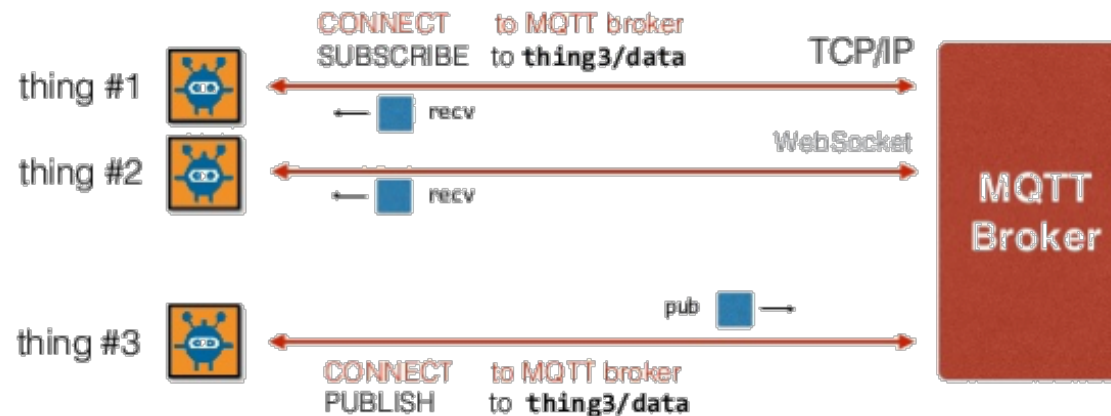 CONNECT to MQTT broker
SUBSCRIBE to thing3/data
TCP/IP
thing #1
recv
WebSocket
thing #2
recv
MQTT
Broker
pub
thing #3
CONNECT to MQTT broker
PUBLISH to thing3/data